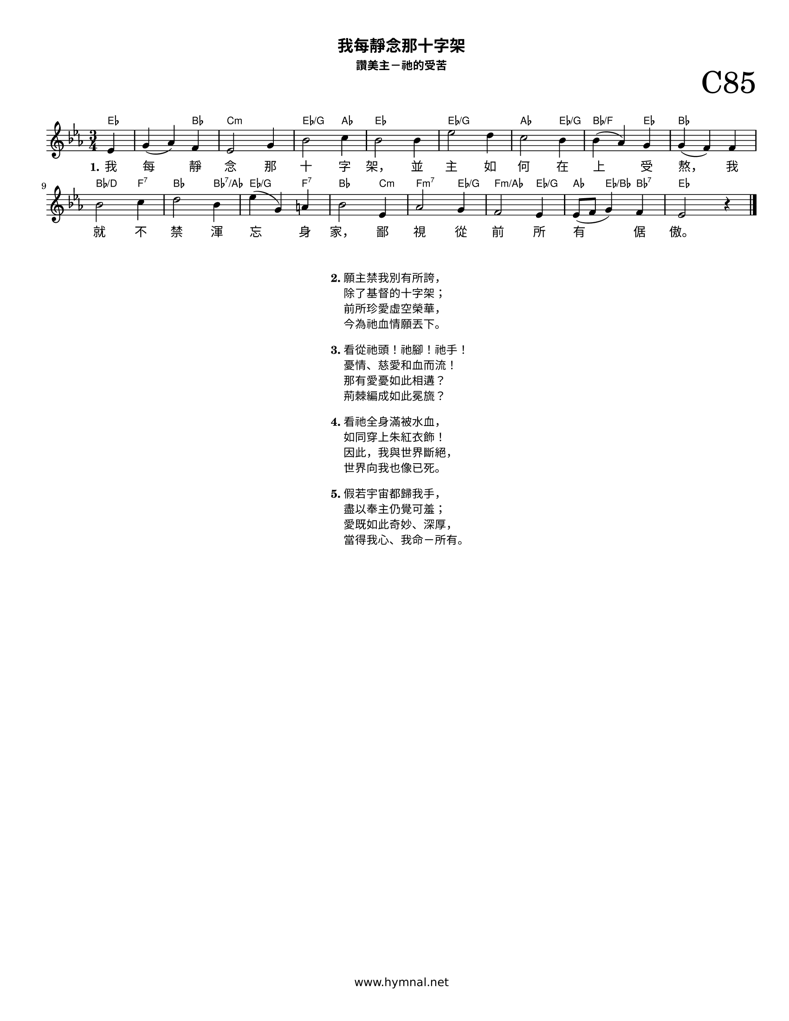 我每靜念那十字架
讚美主－祂的受苦
C85
E♭ B♭ Cm E♭/G A♭ E♭ E♭/G A♭ E♭/G B♭/F E♭ B♭
3
4
1. 我 每 靜 念 那 十 字 架， 並 主 如 何 在 上 受 熬， 我
9
B♭/D F7 B♭ B♭7/A♭ E♭/G F7 B♭ Cm Fm7 E♭/G Fm/A♭ E♭/G A♭ E♭/B♭ B♭7 E♭
就 不 禁 渾 忘 身 家， 鄙 視 從 前 所 有 倨 傲。
2. 願主禁我別有所誇，
除了基督的十字架；
前所珍愛虛空榮華，
今為祂血情願丟下。
3. 看從祂頭！祂腳！祂手！
憂情、慈愛和血而流！
那有愛憂如此相遘？
荊棘編成如此冕旒？
4. 看祂全身滿被水血，
如同穿上朱紅衣飾！
因此，我與世界斷絕，
世界向我也像已死。
5. 假若宇宙都歸我手，
盡以奉主仍覺可羞；
愛既如此奇妙、深厚，
當得我心、我命－所有。
www.hymnal.net